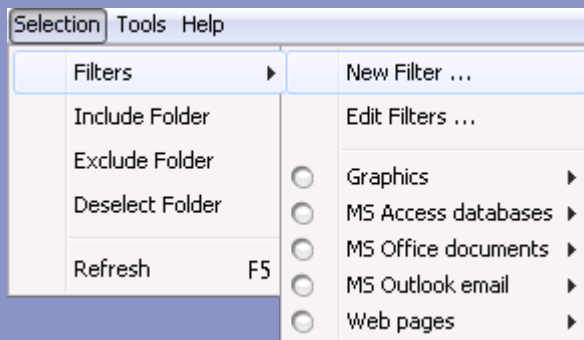 Selection Tools Help
Filters
Include Folder
Exclude Folder
Deselect Folder
Refresh F5
New Filter ...
Edit Filters ...
Graphics
MS Access databases
MS Office documents
MS Outlook email
Web pages